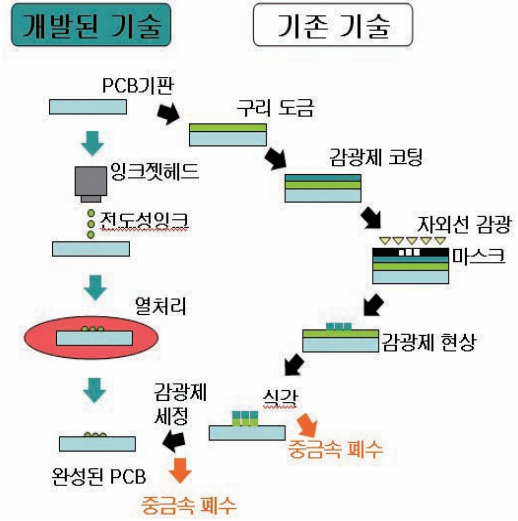 개발된 기술
기존 기술
PCB기판
구리 도금
잉크젯헤드
감광제 코팅
전도성잉크
자외선 감광
마스크
열처리
감광제 현상
감광제
세정
식각
중금속 폐수
완성된 PCB
중금속 폐수